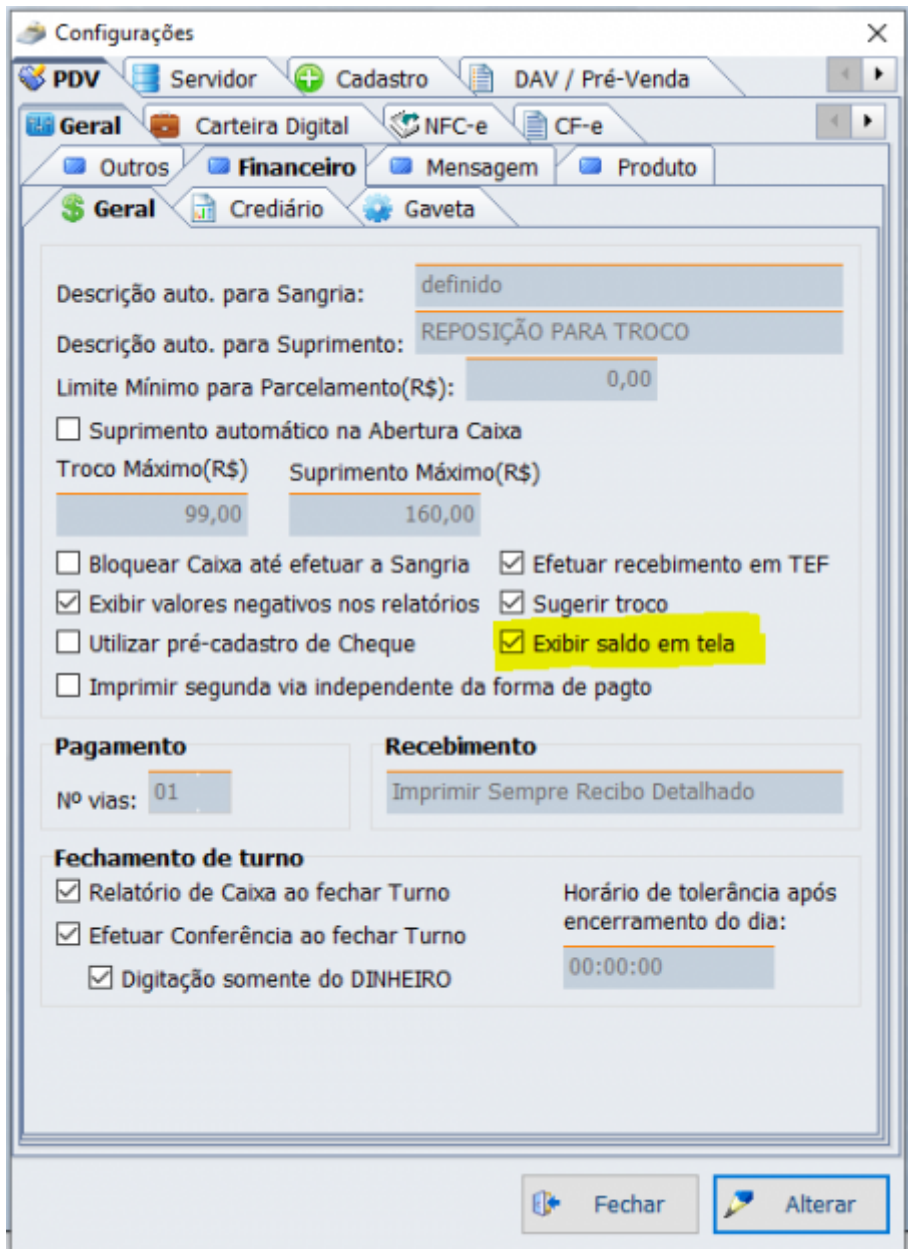 Configurações
PDV Servidor Cadastro DAV / Pré-Venda
Geral Carteira Digital NFC-e CF-e
Outros Financeiro Mensagem Produto
Geral Crediário Gaveta
Descrição auto. para Sangria: definido
Descrição auto. para Suprimento: REPOSIÇÃO PARA TROCO
Limite Mínimo para Parcelamento(R$): 0,00
Suprimento automático na Abertura Caixa
Troco Máximo(R$) Suprimento Máximo(R$)
99,00 160,00
Bloquear Caixa até efetuar a Sangria Efetuar recebimento em TEF
Exibir valores negativos nos relatórios Sugerir troco
Utilizar pré-cadastro de Cheque Exibir saldo em tela
Imprimir segunda via independente da forma de pagto
Pagamento Recebimento
Nº vias: 01 Imprimir Sempre Recibo Detalhado
Fechamento de turno
Relatório de Caixa ao fechar Turno Horário de tolerância após
Efetuar Conferência ao fechar Turno encerramento do dia:
Digitação somente do DINHEIRO 00:00:00
Fechar Alterar